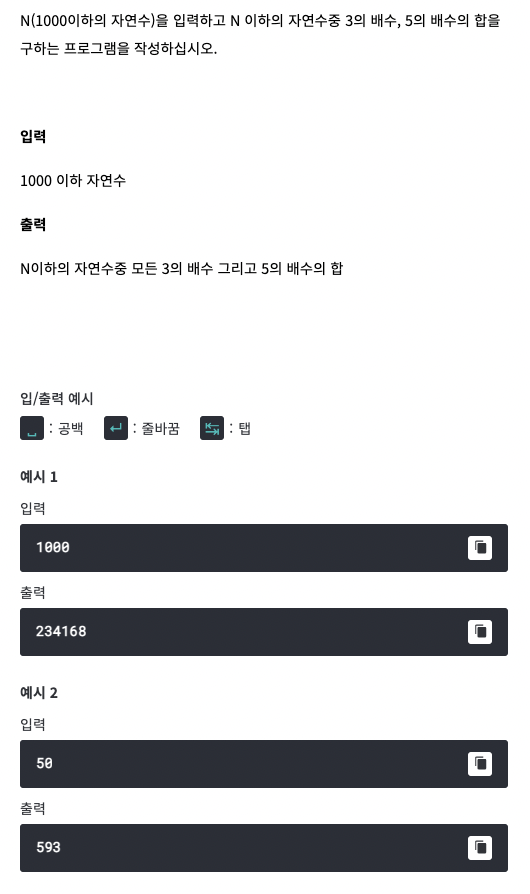 N(1000이하의 자연수)을 입력하고 N 이하의 자연수중 3의 배수, 5의 배수의 합을
구하는 프로그램을 작성하십시오.
입력
1000 이하 자연수
출력
N이하의 자연수중 모든 3의 배수 그리고 5의 배수의 합
입/출력 예시
␣ : 공백 ↵ : 줄바꿈 ↹ : 탭
예시 1
입력
1000
출력
234168
예시 2
입력
50
출력
593